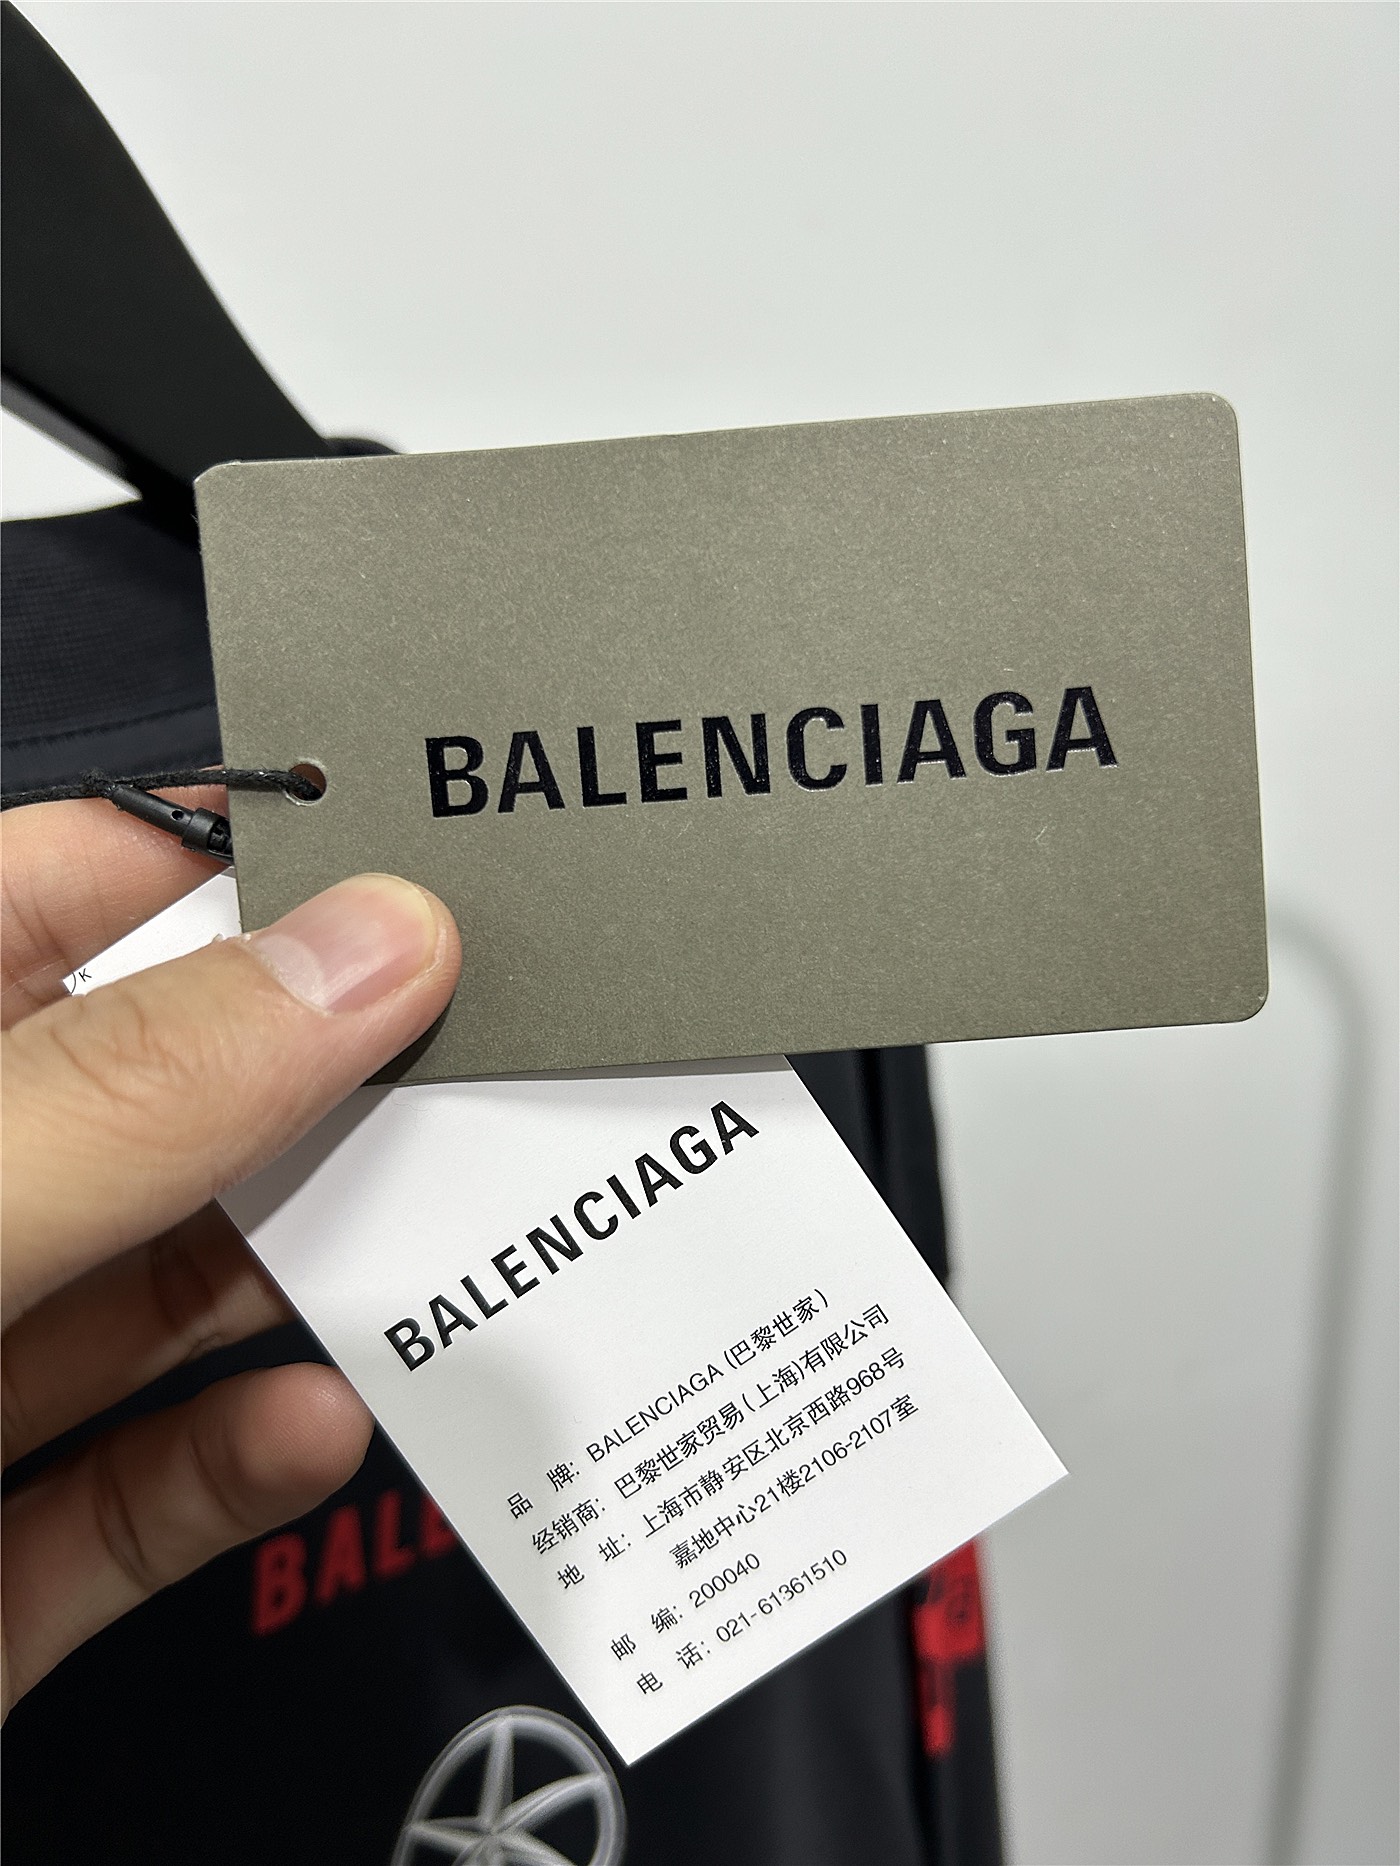 BALENCIAGA
K
BALENCIAGA
品 牌: BALENCIAGA (巴黎世家)
经销商: 巴黎世家贸易(上海)有限公司
地 址: 上海市静安区北京西路968号
嘉地中心21楼2106-2107室
邮 编: 200040
电 话: 021-61361510
BALE